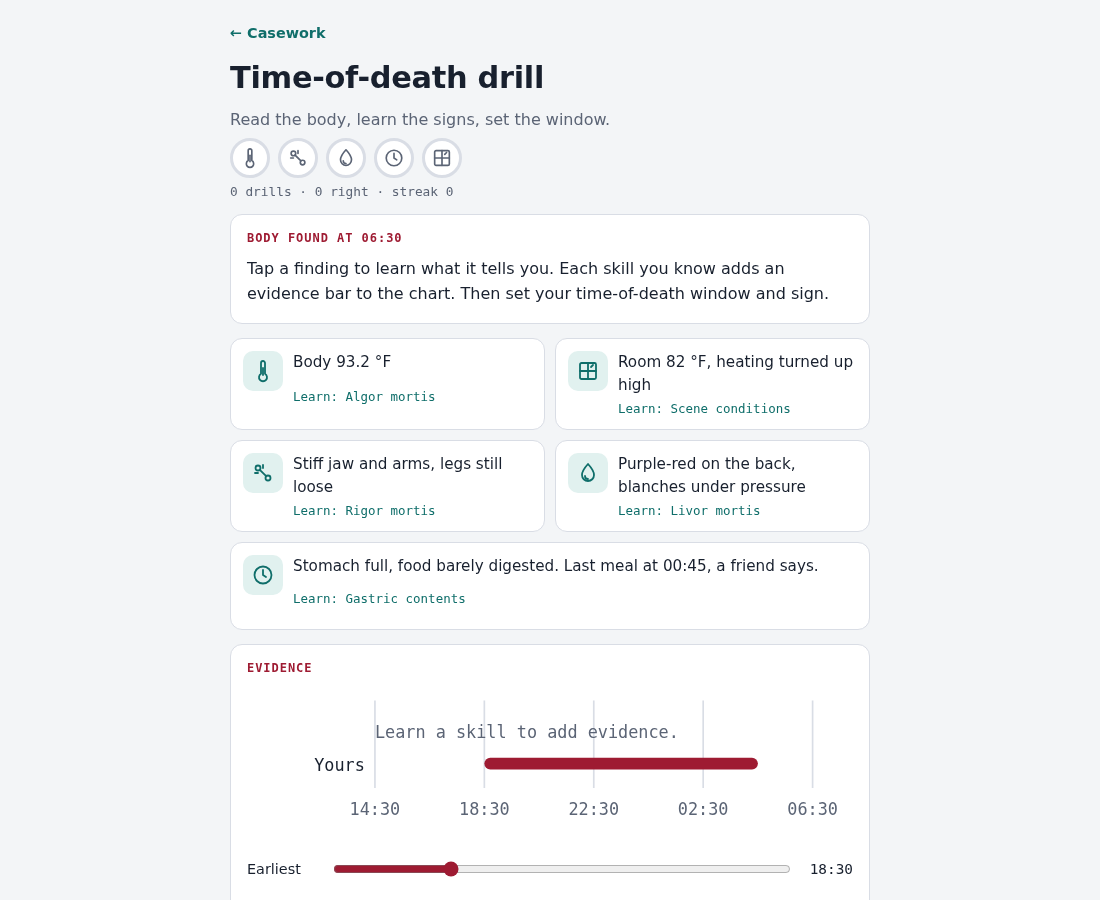 ← Casework
Time-of-death drill
Read the body, learn the signs, set the window.
0 drills · 0 right · streak 0
BODY FOUND AT 06:30
Tap a finding to learn what it tells you. Each skill you know adds an
evidence bar to the chart. Then set your time-of-death window and sign.
Body 93.2 °F
Learn: Algor mortis
Room 82 °F, heating turned up
high
Learn: Scene conditions
Stiff jaw and arms, legs still
loose
Learn: Rigor mortis
Purple-red on the back,
blanches under pressure
Learn: Livor mortis
Stomach full, food barely digested. Last meal at 00:45, a friend says.
Learn: Gastric contents
EVIDENCE
Learn a skill to add evidence.
Yours
14:30 18:30 22:30 02:30 06:30
Earliest 18:30